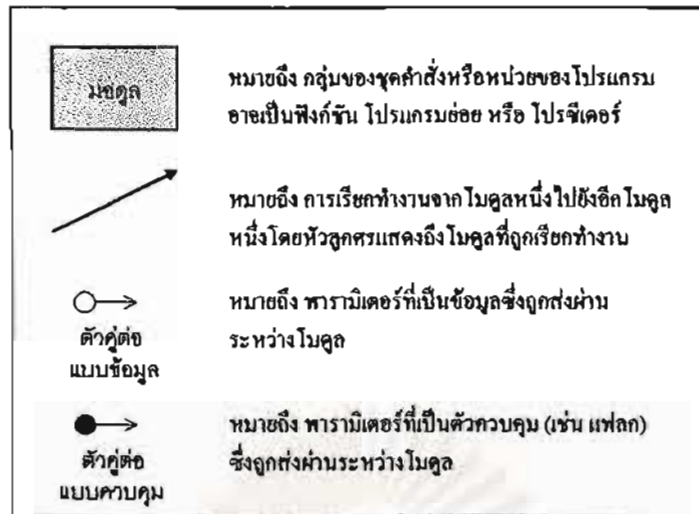 มอดูล
หมายถึง กลุ่มของชุดคำสั่งหรือหน่วยของโปรแกรม
อาจเป็นฟังก์ชัน โปรแกรมย่อย หรือ โปรซีเดอร์
หมายถึง การเรียกทำงานจากโมดูลหนึ่งไปยังอีกโมดูล
หนึ่งโดยหัวลูกศรแสดงถึงโมดูลที่ถูกเรียกทำงาน
หมายถึง พารามิเตอร์ที่เป็นข้อมูลซึ่งถูกส่งผ่าน
ระหว่างโมดูล
ตัวคู่ต่อ
แบบข้อมูล
หมายถึง พารามิเตอร์ที่เป็นตัวควบคุม (เช่น แฟลก)
ซึ่งถูกส่งผ่านระหว่างโมดูล
ตัวคู่ต่อ
แบบควบคุม